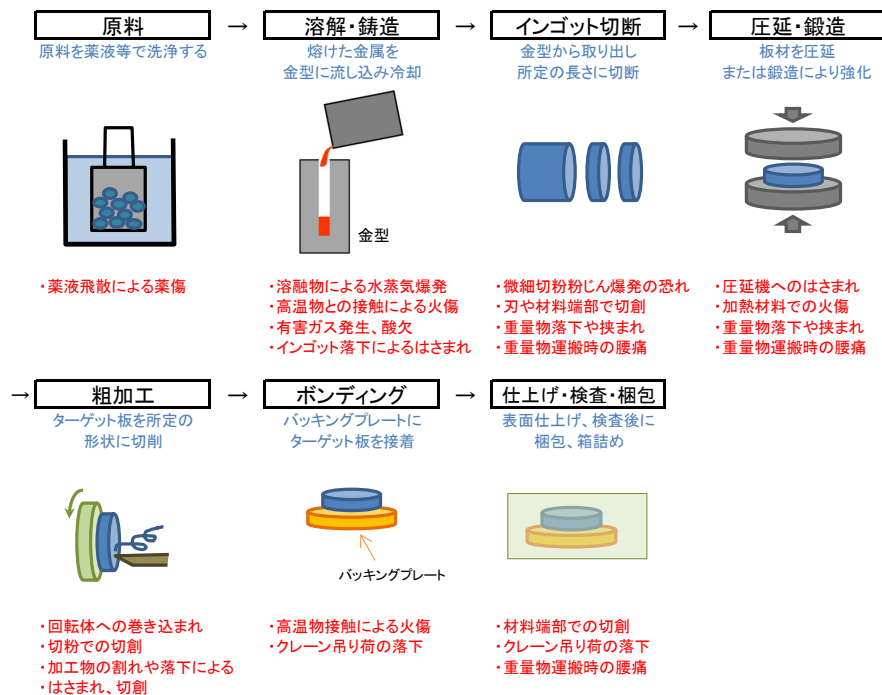 原料
→
溶解・鋳造
→
インゴット切断
→
圧延・鍛造
原料を薬液等で洗浄する
熔けた金属を
金型に流し込み冷却
金型から取り出し
所定の長さに切断
板材を圧延
または鍛造により強化
金型
・薬液飛散による薬傷
・溶融物による水蒸気爆発
・高温物との接触による火傷
・有害ガス発生、酸欠
・インゴット落下によるはさまれ
・微細切粉粉じん爆発の恐れ
・刃や材料端部で切創
・重量物落下や挟まれ
・重量物運搬時の腰痛
・圧延機へのはさまれ
・加熱材料での火傷
・重量物落下や挟まれ
・重量物運搬時の腰痛
→
粗加工
→
ボンディング
→
仕上げ・検査・梱包
ターゲット板を所定の
形状に切削
バッキングプレートに
ターゲット板を接着
表面仕上げ、検査後に
梱包、箱詰め
バッキングプレート
・回転体への巻き込まれ
・切粉での切創
・加工物の割れや落下による
・はさまれ、切創
・高温物接触による火傷
・クレーン吊り荷の落下
・材料端部での切創
・クレーン吊り荷の落下
・重量物運搬時の腰痛